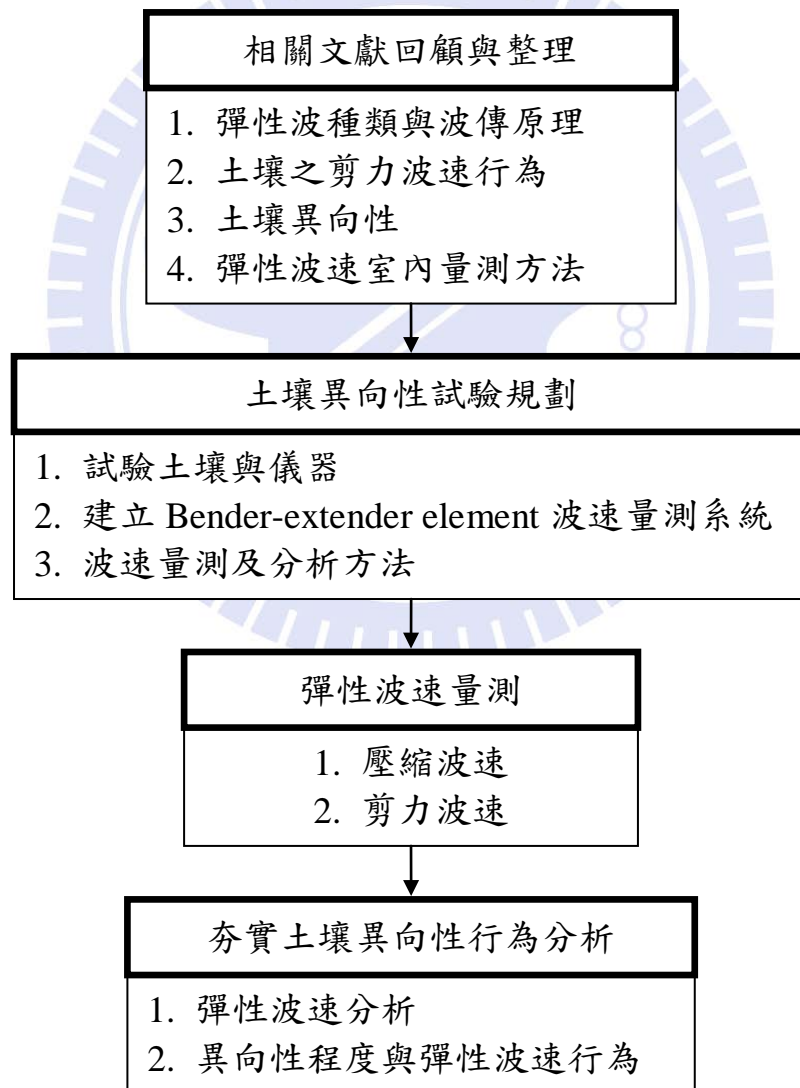 相關文獻回顧與整理
1. 彈性波種類與波傳原理
2. 土壤之剪力波速行為
3. 土壤異向性
4. 彈性波速室內量測方法
土壤異向性試驗規劃
1. 試驗土壤與儀器
2. 建立 Bender-extender element 波速量測系統
3. 波速量測及分析方法
彈性波速量測
1. 壓縮波速
2. 剪力波速
夯實土壤異向性行為分析
1. 彈性波速分析
2. 異向性程度與彈性波速行為